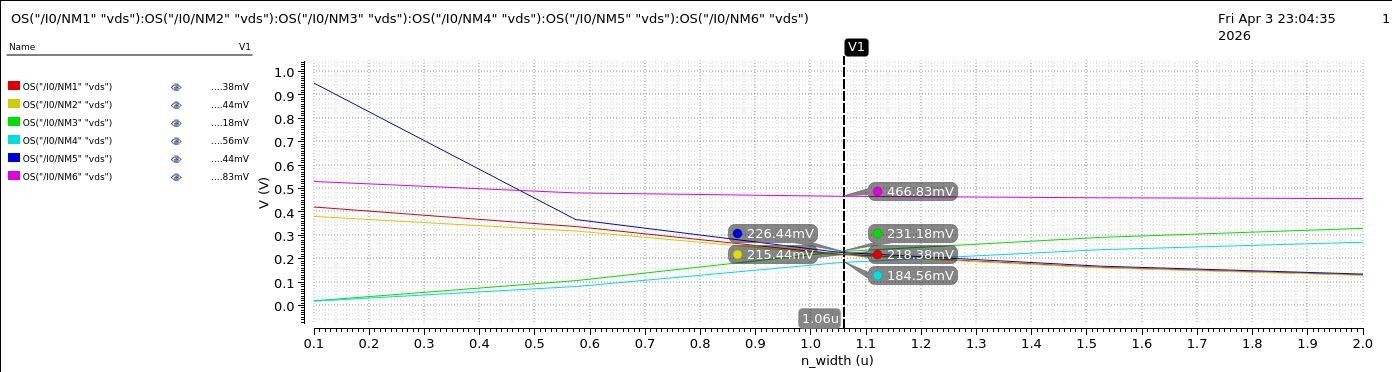 OS("/I0/NM1" "vds"):OS("/I0/NM2" "vds"):OS("/I0/NM3" "vds"):OS("/I0/NM4" "vds"):OS("/I0/NM5" "vds"):OS("/I0/NM6" "vds")
Fri Apr 3 23:04:35 1
2026
Name V1
OS("/I0/NM1" "vds") ....38mV
OS("/I0/NM2" "vds") ....44mV
OS("/I0/NM3" "vds") ....18mV
OS("/I0/NM4" "vds") ....56mV
OS("/I0/NM5" "vds") ....44mV
OS("/I0/NM6" "vds") ....83mV
V1
V (V)
1.0
0.9
0.8
0.7
0.6
0.5
0.4
0.3
0.2
0.1
0.0
466.83mV
226.44mV 231.18mV
215.44mV 218.38mV
184.56mV
1.06u
0.1 0.2 0.3 0.4 0.5 0.6 0.7 0.8 0.9 1.0 1.1 1.2 1.3 1.4 1.5 1.6 1.7 1.8 1.9 2.0
n_width (u)